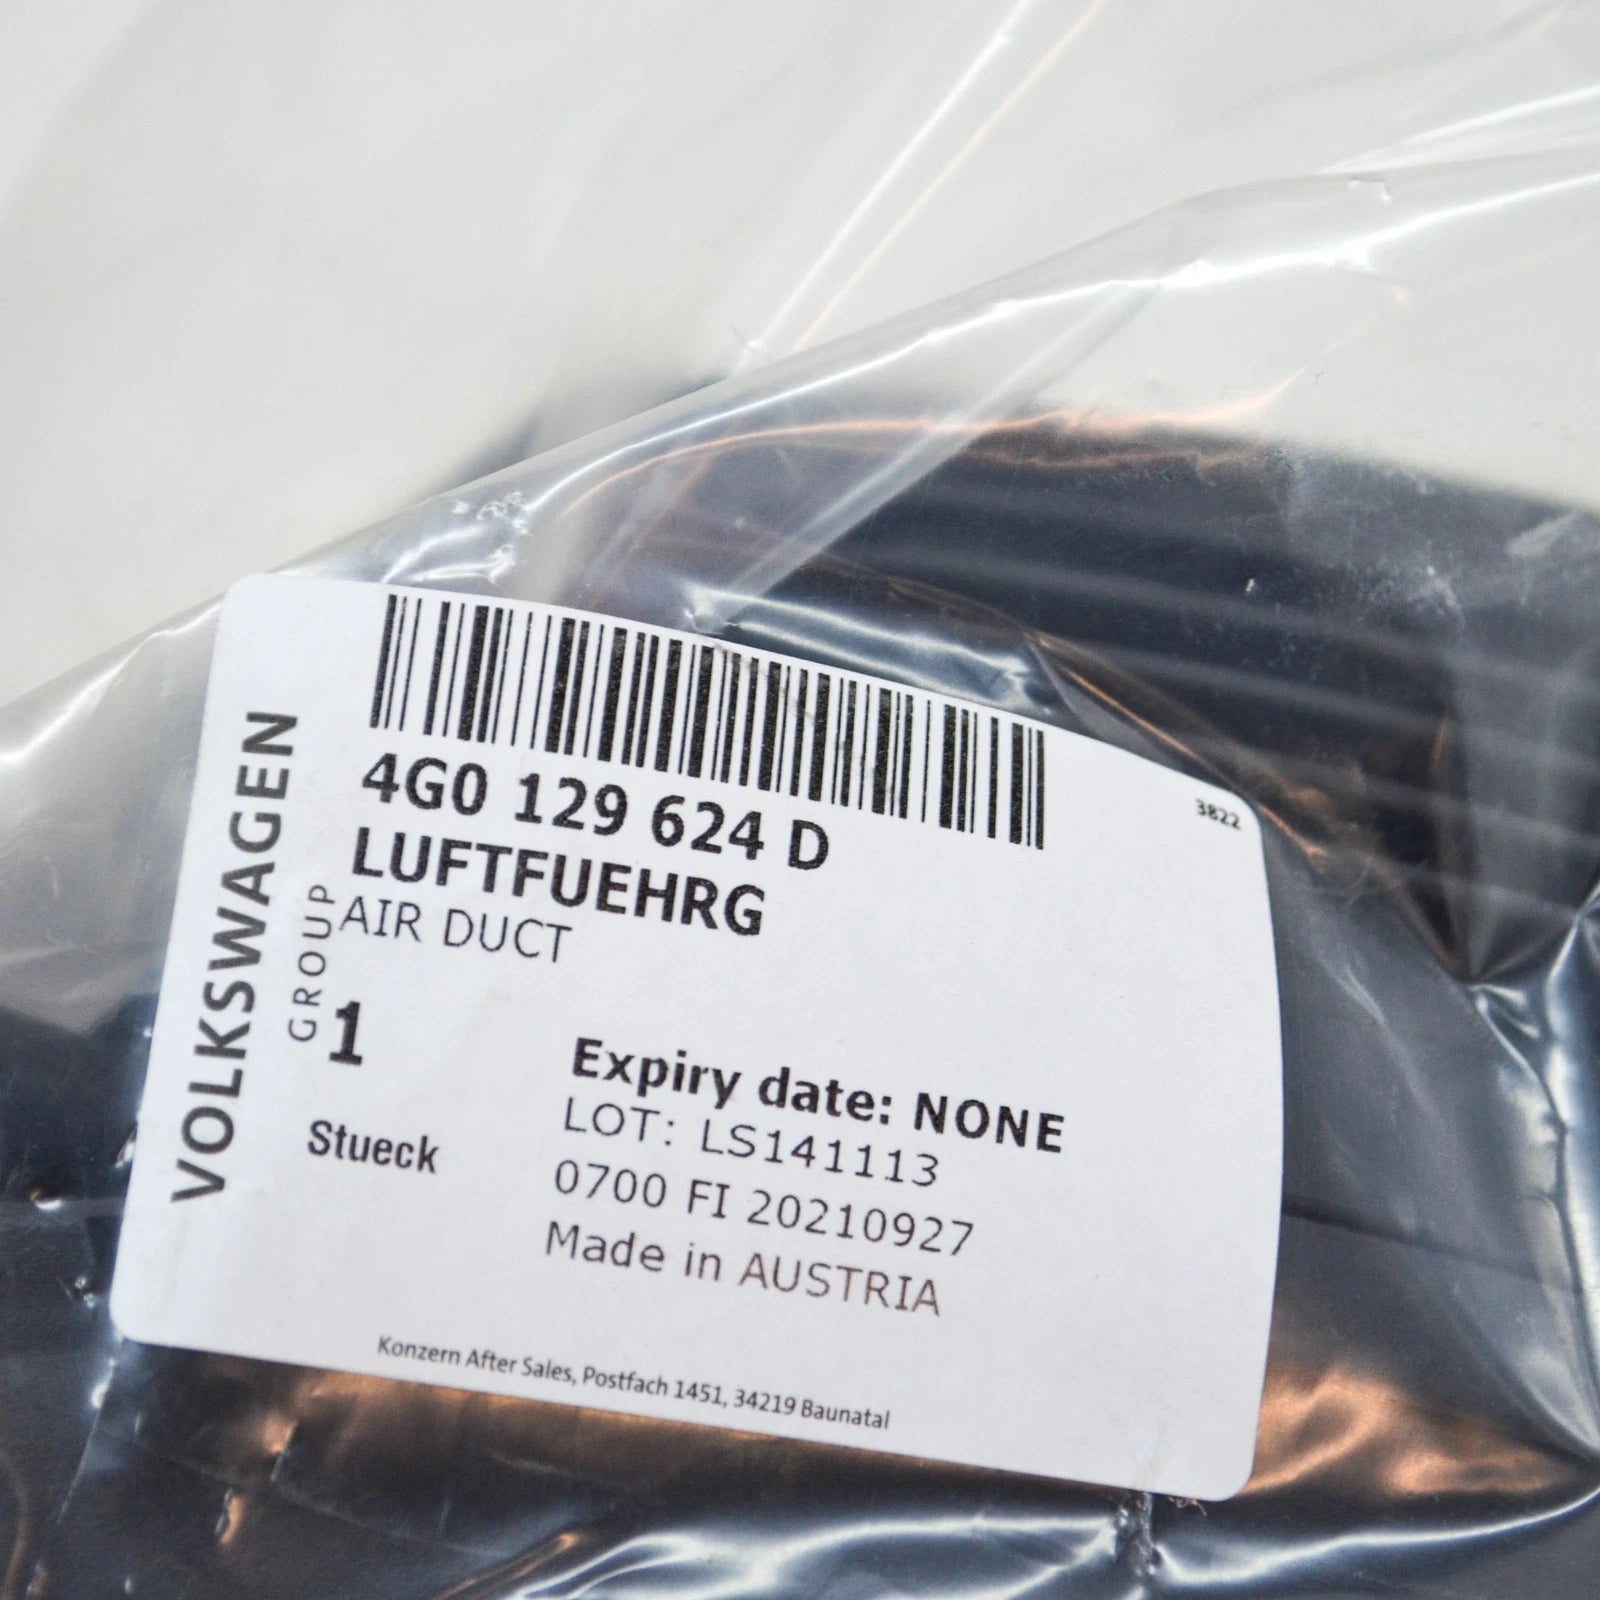 VOLKSWAGEN
GROUP
3822
4G0 129 624 D
LUFTFUEHRG
AIR DUCT
1
Stueck
Expiry date: NONE
LOT: LS141113
0700 FI 20210927
Made in AUSTRIA
Konzern After Sales, Postfach 1451, 34219 Baunatal